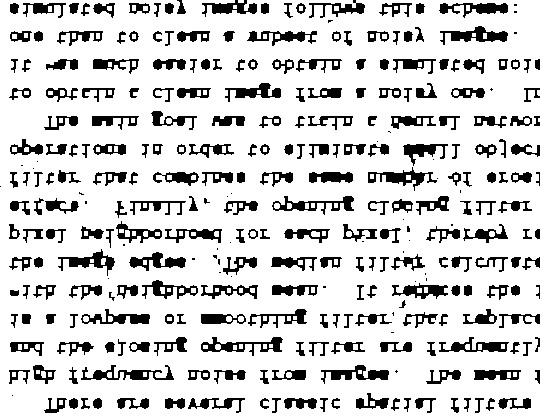 There are several classic spatial filters
high frequency noise from images. The mean
and the closing opening filter are frequently
is a lowpass or smoothing filter that replace
with the neighborhood mean. It reduces the
the image edges. The median filter calculate
pixel neighborhood for each pixel, thereby re
effects. Finally, the opening closing filter
filter that combines the same number of erosi
operations in order to eliminate small object
The main goal was to train a neural networ
to obtain a clean image from a noisy one. In
it was much easier to obtain a simulated nois
one than to clean a subset of noisy images.
simulated noisy images follows this scheme: